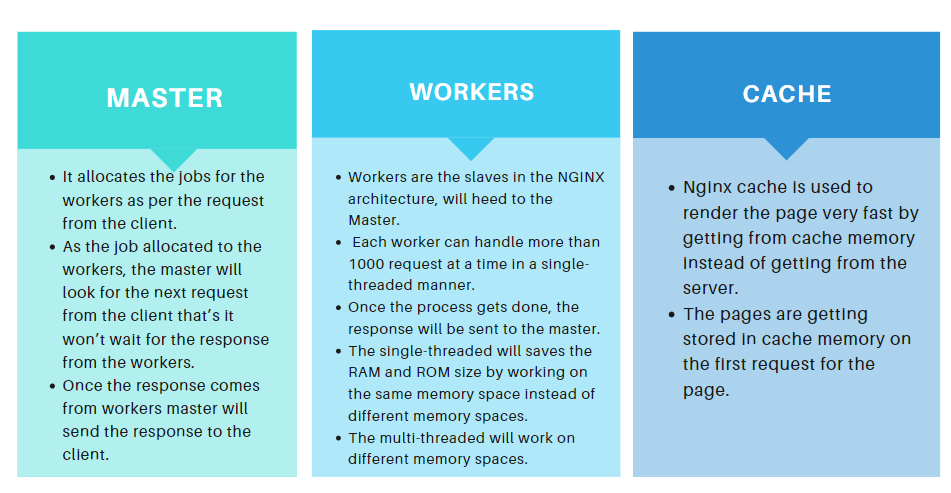 MASTER
• It allocates the jobs for the
workers as per the request
from the client.
• As the job allocated to the
workers, the master will
look for the next request
from the client that's it
won't wait for the response
from the workers.
• Once the response comes
from workers master will
send the response to the
client.
WORKERS
• Workers are the slaves in the NGINX
architecture, will heed to the
Master.
• Each worker can handle more than
1000 request at a time in a single-
threaded manner.
• Once the process gets done, the
response will be sent to the master.
• The single-threaded will saves the
RAM and ROM size by working on
the same memory space instead of
different memory spaces.
• The multi-threaded will work on
different memory spaces.
CACHE
• Nginx cache is used to
render the page very fast by
getting from cache memory
instead of getting from the
server.
• The pages are getting
stored in cache memory on
the first request for the
page.